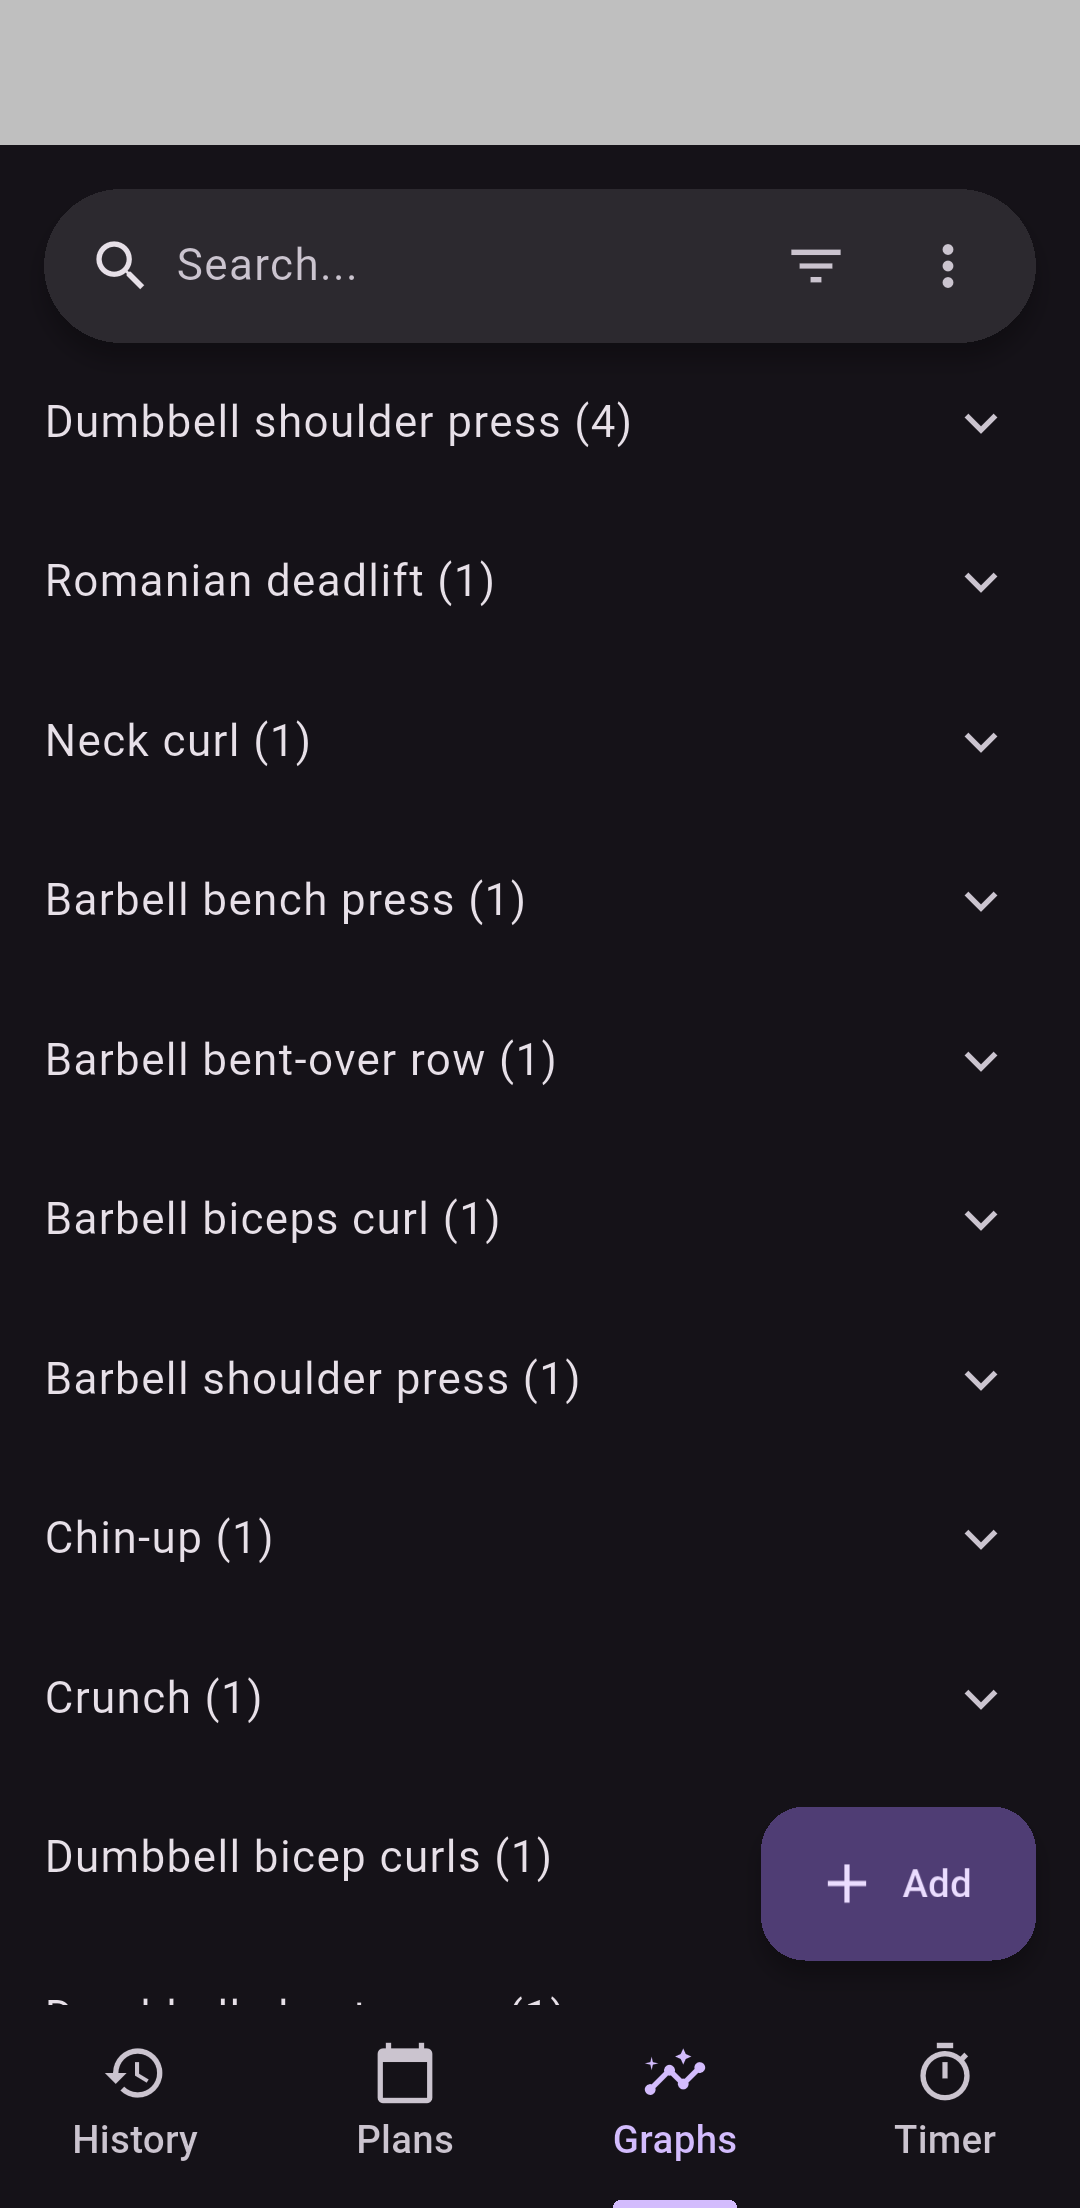 Search...
Dumbbell shoulder press (4)
Romanian deadlift (1)
Neck curl (1)
Barbell bench press (1)
Barbell bent-over row (1)
Barbell biceps curl (1)
Barbell shoulder press (1)
Chin-up (1)
Crunch (1)
Dumbbell bicep curls (1)
Add
(1)
History
Plans
Graphs
Timer